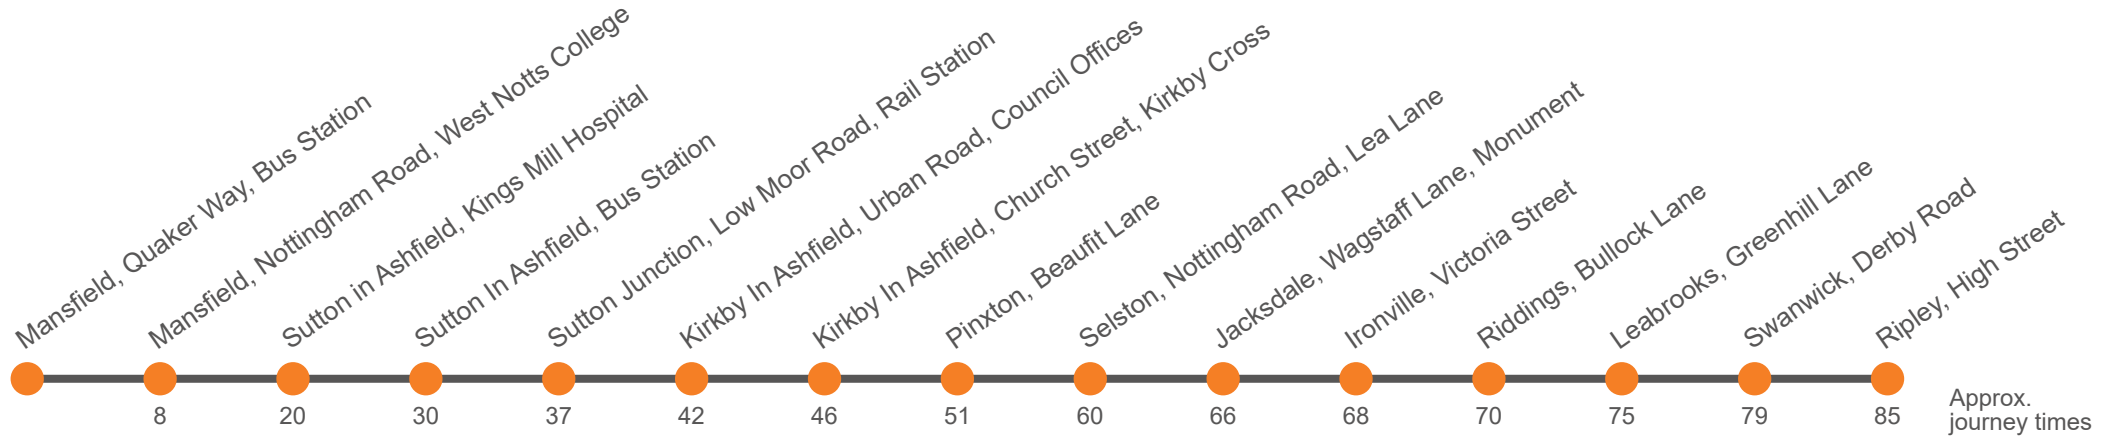 Mansfield, Quaker Way, Bus Station
Mansfield, Nottingham Road, West Notts College
Sutton in Ashfield, Kings Mill Hospital
Sutton In Ashfield, Bus Station
Sutton Junction, Low Moor Road, Rail Station
Kirkby In Ashfield, Urban Road, Council Offices
Kirkby In Ashfield, Church Street, Kirkby Cross
Pinxton, Beaufit Lane
Selston, Nottingham Road, Lea Lane
Jacksdale, Wagstaff Lane, Monument
Ironville, Victoria Street
Riddings, Bullock Lane
Leabrooks, Greenhill Lane
Swanwick, Derby Road
Ripley, High Street
8 20 30 37 42 46 51 60 66 68 70 75 79 85
Approx.
journey times